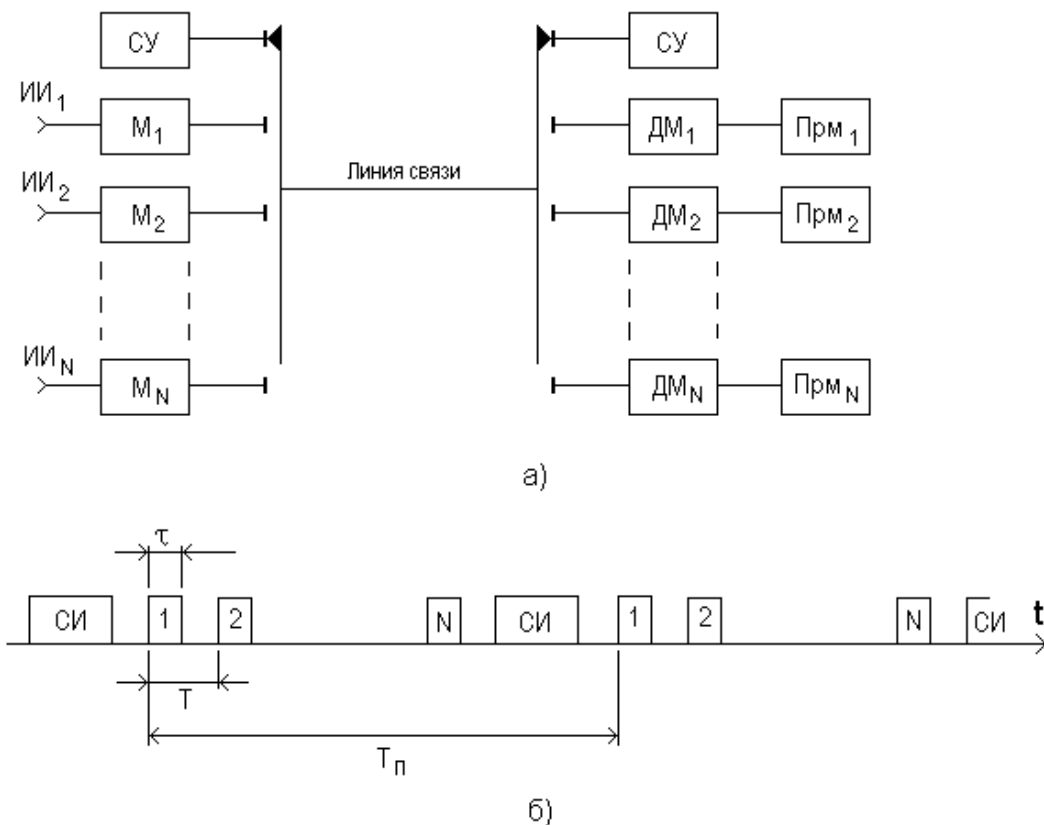 СУ СУ
ИИ1
М1 ДМ1 Прм1
ИИ2
Линия связи
М2 ДМ2 Прм2
ИИN
МN ДМN ПрмN
а)
τ
СИ 1 2 N СИ 1 2 N СИ t
T
Tп
б)